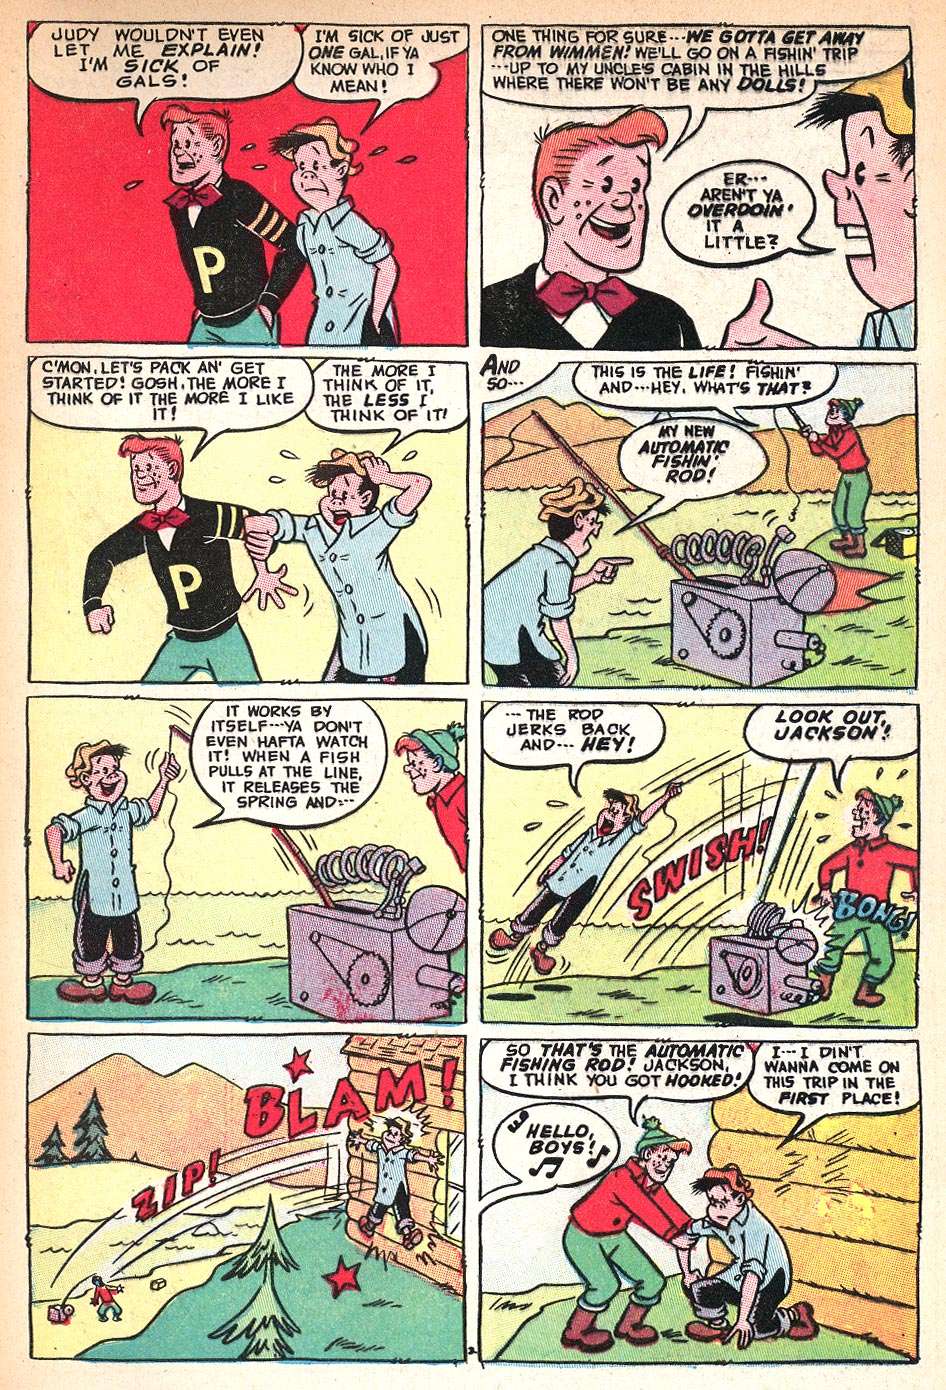 JUDY WOULDN'T EVEN
LET ME EXPLAIN!
I'M SICK OF
GALS!
I'M SICK OF JUST
ONE GAL, IF YA
KNOW WHO I
MEAN!
P
ONE THING FOR SURE---WE GOTTA GET AWAY
FROM WIMMEN! WE'LL GO ON A FISHIN' TRIP
---UP TO MY UNCLE'S CABIN IN THE HILLS
WHERE THERE WON'T BE ANY DOLLS!
ER---
AREN'T YA
OVERDOIN'
IT A
LITTLE?
C'MON, LET'S PACK AN' GET
STARTED! GOSH, THE MORE I
THINK OF IT THE MORE I LIKE
IT!
THE MORE I
THINK OF IT,
THE LESS I
THINK OF IT!
P
AND
SO---
THIS IS THE LIFE! FISHIN'
AND---HEY, WHAT'S THAT?
MY NEW
AUTOMATIC
FISHIN'
ROD!
IT WORKS BY
ITSELF---YA DON'T
EVEN HAFTA WATCH
IT! WHEN A FISH
PULLS AT THE LINE,
IT RELEASES THE
SPRING AND---
---THE ROD
JERKS BACK
AND---HEY!
LOOK OUT,
JACKSON!
SWISH!
BONG!
BLAM!
ZIP!
SO THAT'S THE AUTOMATIC
FISHING ROD! JACKSON,
I THINK YOU GOT HOOKED!
I---I DIN'T
WANNA COME ON
THIS TRIP IN THE
FIRST PLACE!
HELLO,
BOYS!
2